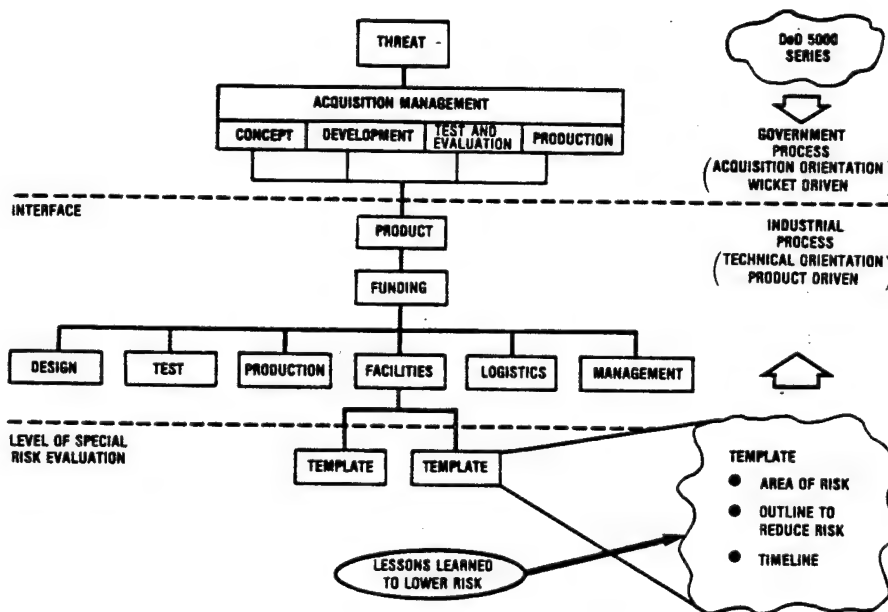 THREAT
DoD 5000
SERIES
ACQUISITION MANAGEMENT
CONCEPT
DEVELOPMENT
TEST AND
EVALUATION
PRODUCTION
GOVERNMENT
PROCESS
(ACQUISITION ORIENTATION
WICKET DRIVEN)
INTERFACE
PRODUCT
INDUSTRIAL
PROCESS
(TECHNICAL ORIENTATION
PRODUCT DRIVEN)
FUNDING
DESIGN
TEST
PRODUCTION
FACILITIES
LOGISTICS
MANAGEMENT
LEVEL OF SPECIAL
RISK EVALUATION
TEMPLATE
TEMPLATE
TEMPLATE
● AREA OF RISK
● OUTLINE TO
REDUCE RISK
● TIMELINE
LESSONS LEARNED
TO LOWER RISK